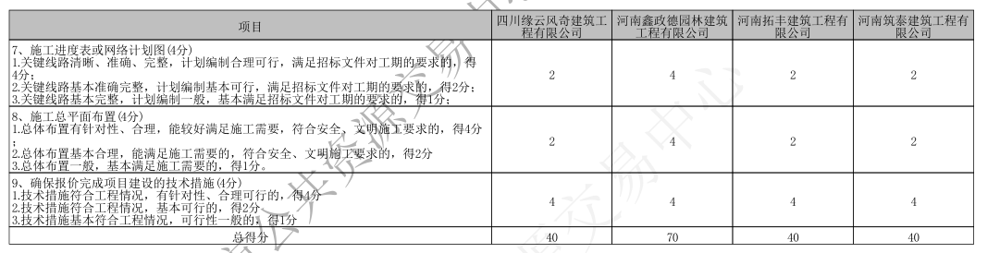 项目
四川缘云风奇建筑工
程有限公司
河南鑫政德园林建筑
工程有限公司
河南拓丰建筑工程有
限公司
河南筑泰建筑工程有
限公司
7、施工进度表或网络计划图(4分)
1.关键线路清晰、准确、完整，计划编制合理可行，满足招标文件对工期的要求的，得
4分；
2.关键线路基本准确完整，计划编制基本可行，满足招标文件对工期的要求的，得2分；
3.关键线路基本完整，计划编制一般，基本满足招标文件对工期的要求的，得1分；
2
4
2
2
8、施工总平面布置(4分)
1.总体布置有针对性、合理，能较好满足施工需要，符合安全、文明施工要求的，得4分
；
2.总体布置基本合理，能满足施工需要的，符合安全、文明施工要求的，得2分
3.总体布置一般，基本满足施工需要的，得1分。
2
4
2
2
9、确保报价完成项目建设的技术措施(4分)
1.技术措施符合工程情况，有针对性、合理可行的，得4分
2.技术措施符合工程情况，基本可行的，得2分
3.技术措施基本符合工程情况，可行性一般的，得1分
4
4
4
4
总得分
40
70
40
40
公共资源交易中
源交易中心